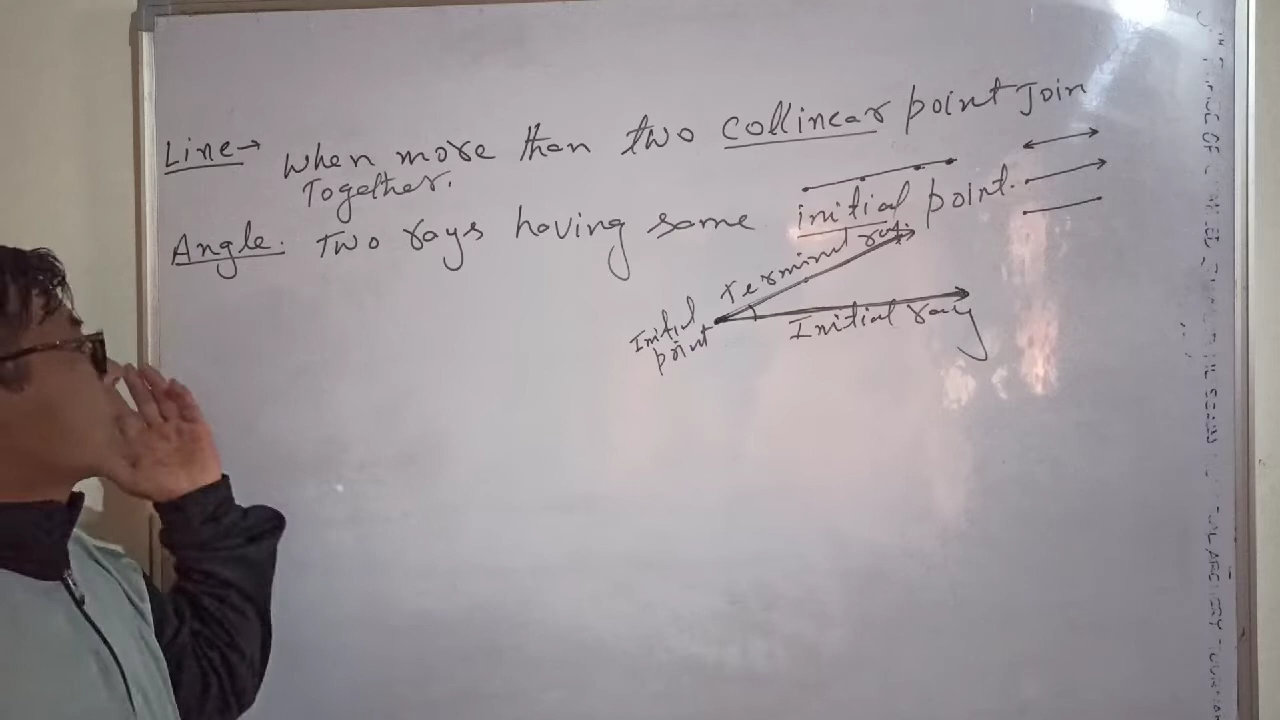 Line→ When more than two collinear point Join
Together.
Angle: Two rays having same initial point.
Terminal ray
Initial
point
Initial ray